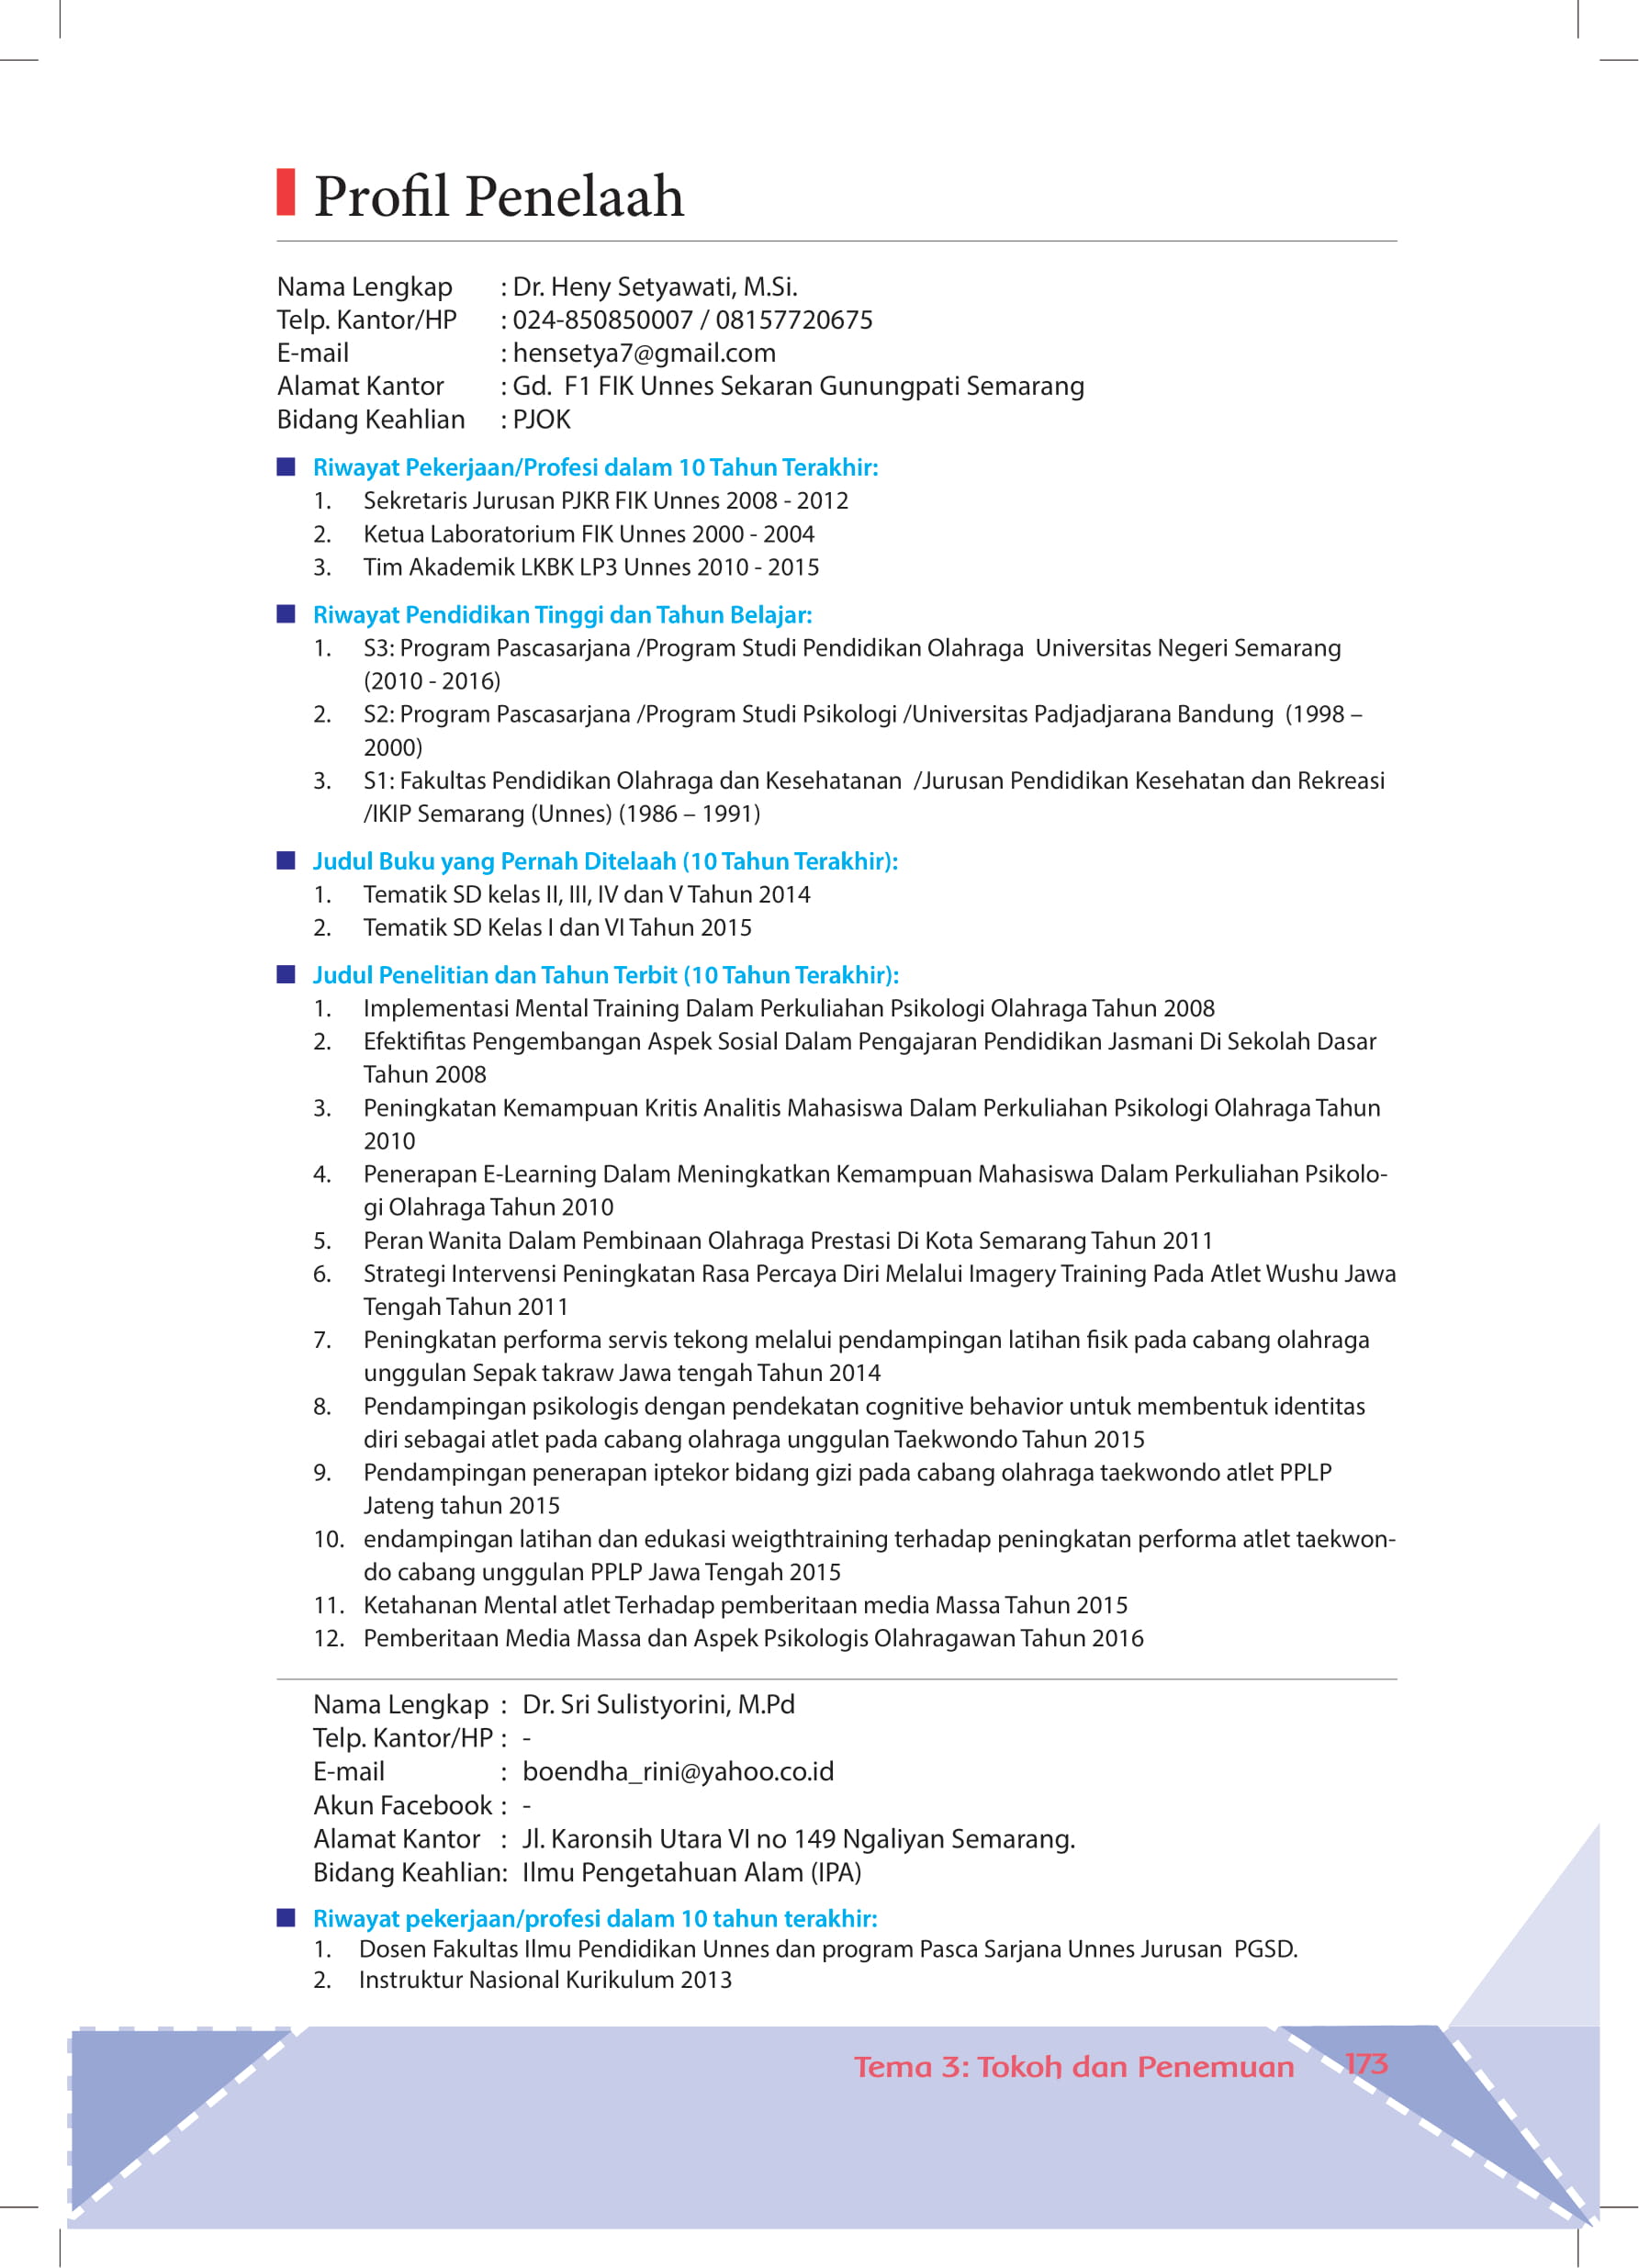 Profil Penelaah
Nama Lengkap : Dr. Heny Setyawati, M.Si.
Telp. Kantor/HP : 024-850850007 / 08157720675
E-mail : hensetya7@gmail.com
Alamat Kantor : Gd.  F1 FIK Unnes Sekaran Gunungpati Semarang
Bidang Keahlian : PJOK
Riwayat Pekerjaan/Profesi dalam 10 Tahun Terakhir:
1. Sekretaris Jurusan PJKR FIK Unnes 2008 - 2012
2. Ketua Laboratorium FIK Unnes 2000 - 2004
3. Tim Akademik LKBK LP3 Unnes 2010 - 2015
Riwayat Pendidikan Tinggi dan Tahun Belajar:
1. S3: Program Pascasarjana /Program Studi Pendidikan Olahraga  Universitas Negeri Semarang
(2010 - 2016)
2. S2: Program Pascasarjana /Program Studi Psikologi /Universitas Padjadjarana Bandung  (1998 –
2000)
3. S1: Fakultas Pendidikan Olahraga dan Kesehatanan  /Jurusan Pendidikan Kesehatan dan Rekreasi
/IKIP Semarang (Unnes) (1986 – 1991)
Judul Buku yang Pernah Ditelaah (10 Tahun Terakhir):
1. Tematik SD kelas II, III, IV dan V Tahun 2014
2. Tematik SD Kelas I dan VI Tahun 2015
Judul Penelitian dan Tahun Terbit (10 Tahun Terakhir):
1. Implementasi Mental Training Dalam Perkuliahan Psikologi Olahraga Tahun 2008
2. Efektifitas Pengembangan Aspek Sosial Dalam Pengajaran Pendidikan Jasmani Di Sekolah Dasar
Tahun 2008
3. Peningkatan Kemampuan Kritis Analitis Mahasiswa Dalam Perkuliahan Psikologi Olahraga Tahun
2010
4. Penerapan E-Learning Dalam Meningkatkan Kemampuan Mahasiswa Dalam Perkuliahan Psikolo-
gi Olahraga Tahun 2010
5. Peran Wanita Dalam Pembinaan Olahraga Prestasi Di Kota Semarang Tahun 2011
6. Strategi Intervensi Peningkatan Rasa Percaya Diri Melalui Imagery Training Pada Atlet Wushu Jawa
Tengah Tahun 2011
7. Peningkatan performa servis tekong melalui pendampingan latihan fisik pada cabang olahraga
unggulan Sepak takraw Jawa tengah Tahun 2014
8. Pendampingan psikologis dengan pendekatan cognitive behavior untuk membentuk identitas
diri sebagai atlet pada cabang olahraga unggulan Taekwondo Tahun 2015
9. Pendampingan penerapan iptekor bidang gizi pada cabang olahraga taekwondo atlet PPLP
Jateng tahun 2015
10. endampingan latihan dan edukasi weigthtraining terhadap peningkatan performa atlet taekwon-
do cabang unggulan PPLP Jawa Tengah 2015
11. Ketahanan Mental atlet Terhadap pemberitaan media Massa Tahun 2015
12. Pemberitaan Media Massa dan Aspek Psikologis Olahragawan Tahun 2016
Nama Lengkap : Dr. Sri Sulistyorini, M.Pd
Telp. Kantor/HP : -
E-mail : boendha_rini@yahoo.co.id
Akun Facebook : -
Alamat Kantor : Jl. Karonsih Utara VI no 149 Ngaliyan Semarang.
Bidang Keahlian: Ilmu Pengetahuan Alam (IPA)
Riwayat pekerjaan/profesi dalam 10 tahun terakhir:
1. Dosen Fakultas Ilmu Pendidikan Unnes dan program Pasca Sarjana Unnes Jurusan  PGSD.
2. Instruktur Nasional Kurikulum 2013
Tema 3: Tokoh dan Penemuan 173